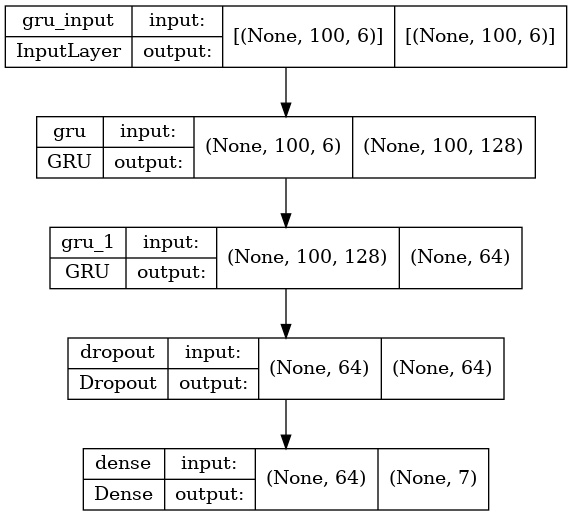 gru_input input: [(None, 100, 6)] [(None, 100, 6)]
InputLayer output:
gru input: (None, 100, 6) (None, 100, 128)
GRU output:
gru_1 input: (None, 100, 128) (None, 64)
GRU output:
dropout input: (None, 64) (None, 64)
Dropout output:
dense input: (None, 64) (None, 7)
Dense output: